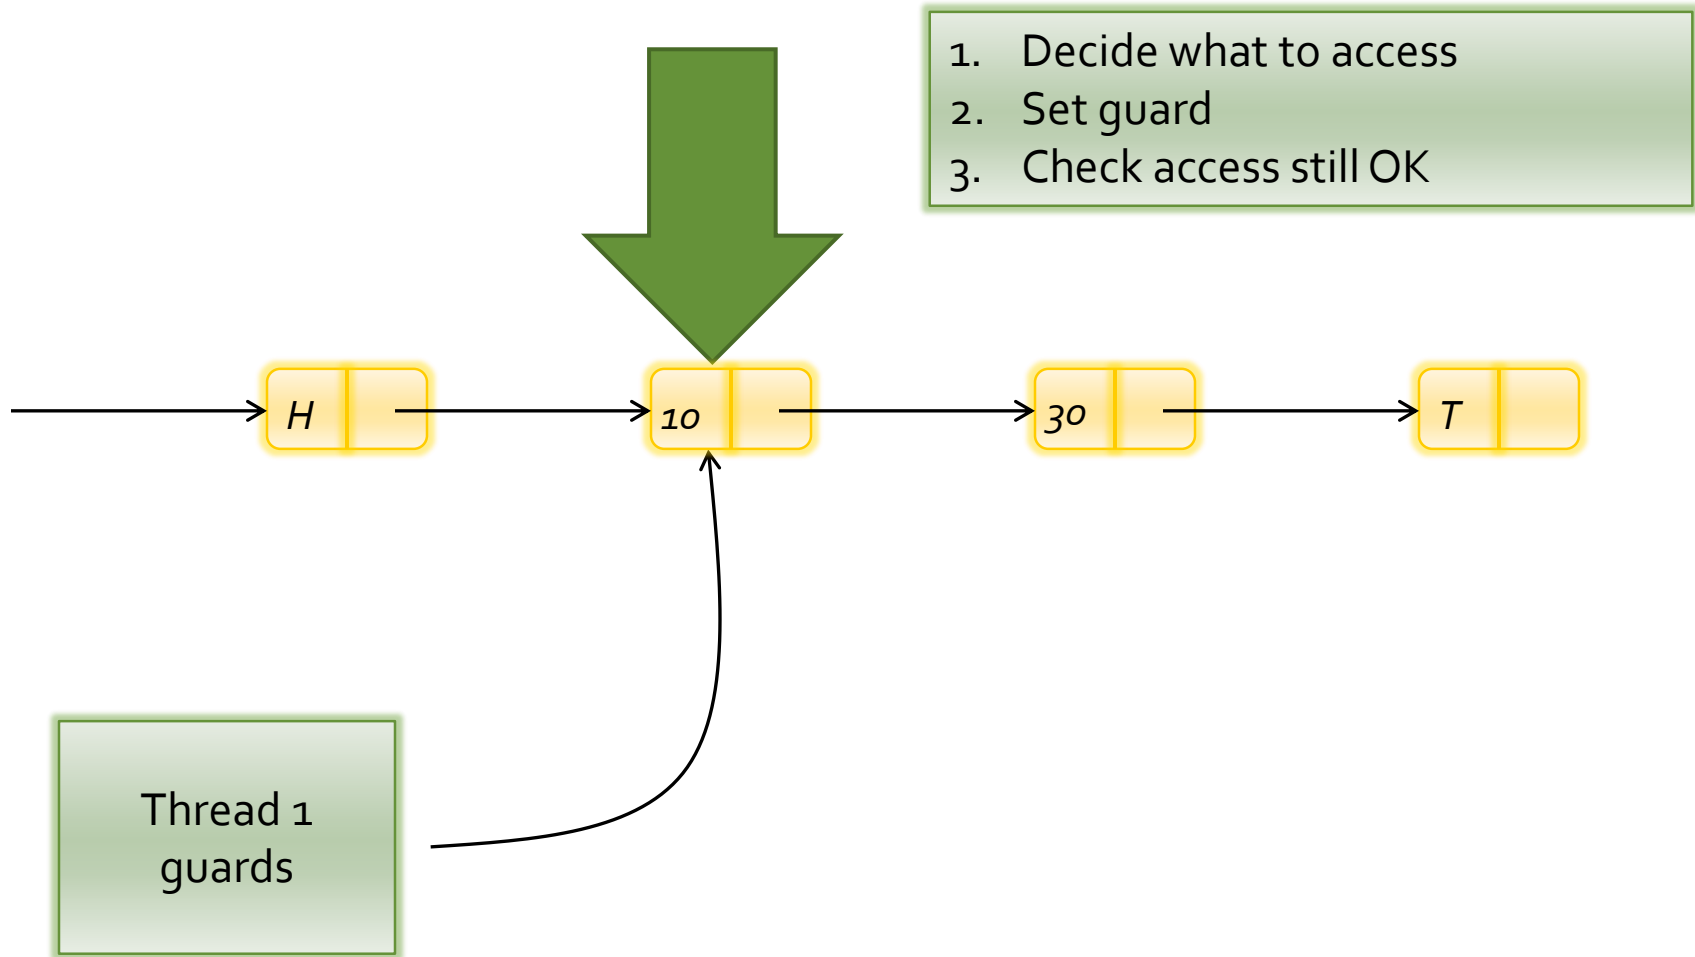 1. Decide what to access
2. Set guard
3. Check access still OK
H
10
30
T
Thread 1
guards